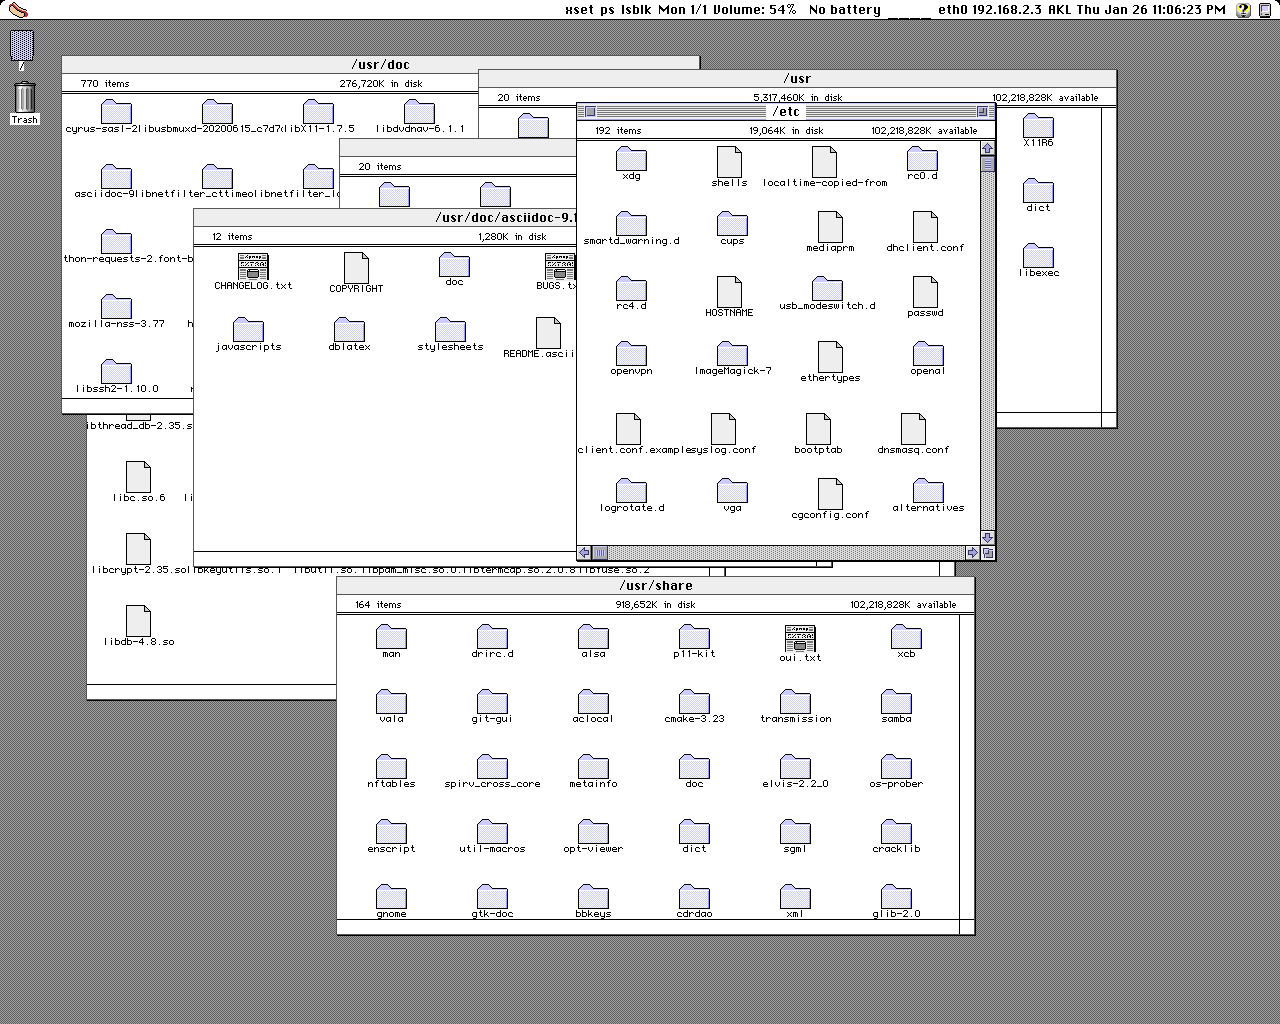 xset ps lsblk Mon 1/1 Volume: 54% No battery ____ eth0 192.168.2.3 AKL Thu Jan 26 11:06:23 PM
Trash
/usr/doc
770 items 276,720K in disk
cyrus-sasl-2libusbmuxd-20200615_c7d7clibX11-1.7.5 libdvdnav-6.1.1
asciidoc-9libnetfilter_cttimeolibnetfilter_lo
thon-requests-2.font-b
mozilla-nss-3.77
libssh2-1.10.0
/usr
20 items 5,317,460K in disk 102,218,828K available
X11R6
dict
libexec
20 items
/usr/doc/asciidoc-9.1
12 items 1,280K in disk
CHANGELOG.txt COPYRIGHT doc BUGS.tx
javascripts dblatex stylesheets README.ascii
/etc
192 items 19,064K in disk 102,218,828K available
xdg shells localtime-copied-from rc0.d
smartd_warning.d cups mediaprm dhclient.conf
rc4.d HOSTNAME usb_modeswitch.d passwd
openvpn ImageMagick-7 ethertypes openal
client.conf.examplesyslog.conf bootptab dnsmasq.conf
logrotate.d vga cgconfig.conf alternatives
ibthread_db-2.35.s
libc.so.6 li
libcrypt-2.35.solibkeyutils.so.1 libutil.so.libpam_misc.so.0.libtermcap.so.2.0.8libfuse.so.2
libdb-4.8.so
/usr/share
164 items 918,652K in disk 102,218,828K available
man drirc.d alsa p11-kit oui.txt xcb
vala git-gui aclocal cmake-3.23 transmission samba
nftables spirv_cross_core metainfo doc elvis-2.2_0 os-prober
enscript util-macros opt-viewer dict sgml cracklib
gnome gtk-doc bbkeys cdrdao xml glib-2.0